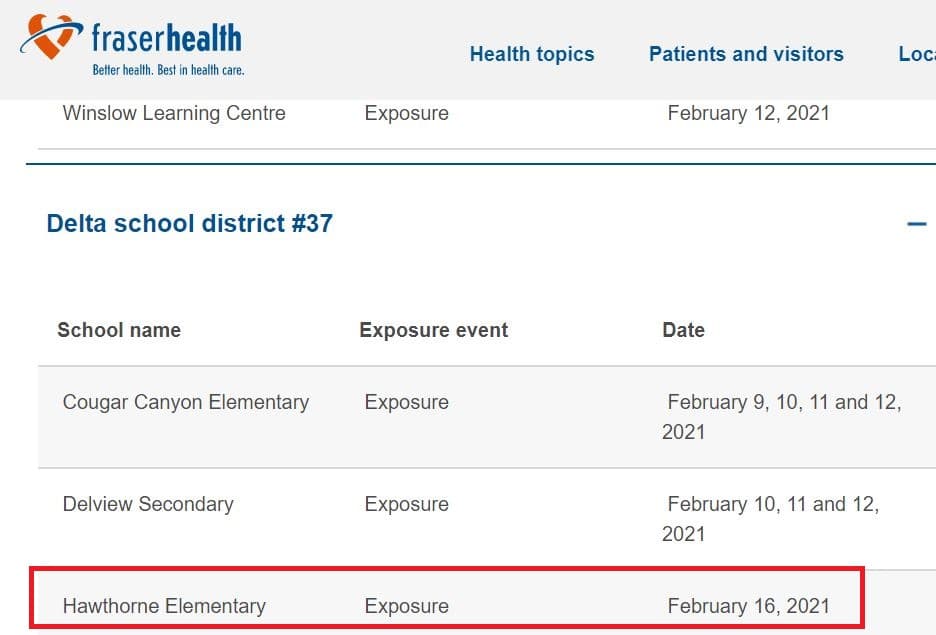 fraserhealth
Better health. Best in health care.
Health topics Patients and visitors
Winslow Learning Centre Exposure February 12, 2021
Delta school district #37
School name Exposure event Date
Cougar Canyon Elementary Exposure February 9, 10, 11 and 12,
2021
Delview Secondary Exposure February 10, 11 and 12,
2021
Hawthorne Elementary Exposure February 16, 2021